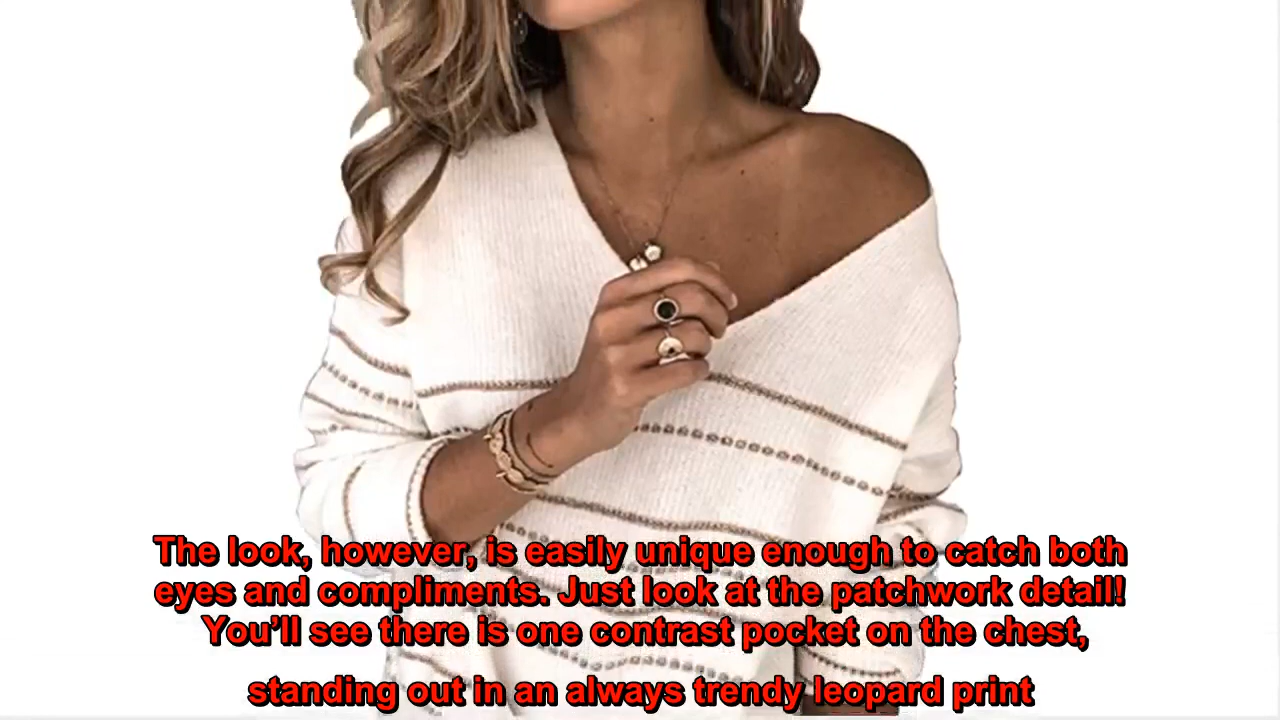 The look, however, is easily unique enough to catch both
eyes and compliments. Just look at the patchwork detail!
You’ll see there is one contrast pocket on the chest,
standing out in an always trendy leopard print